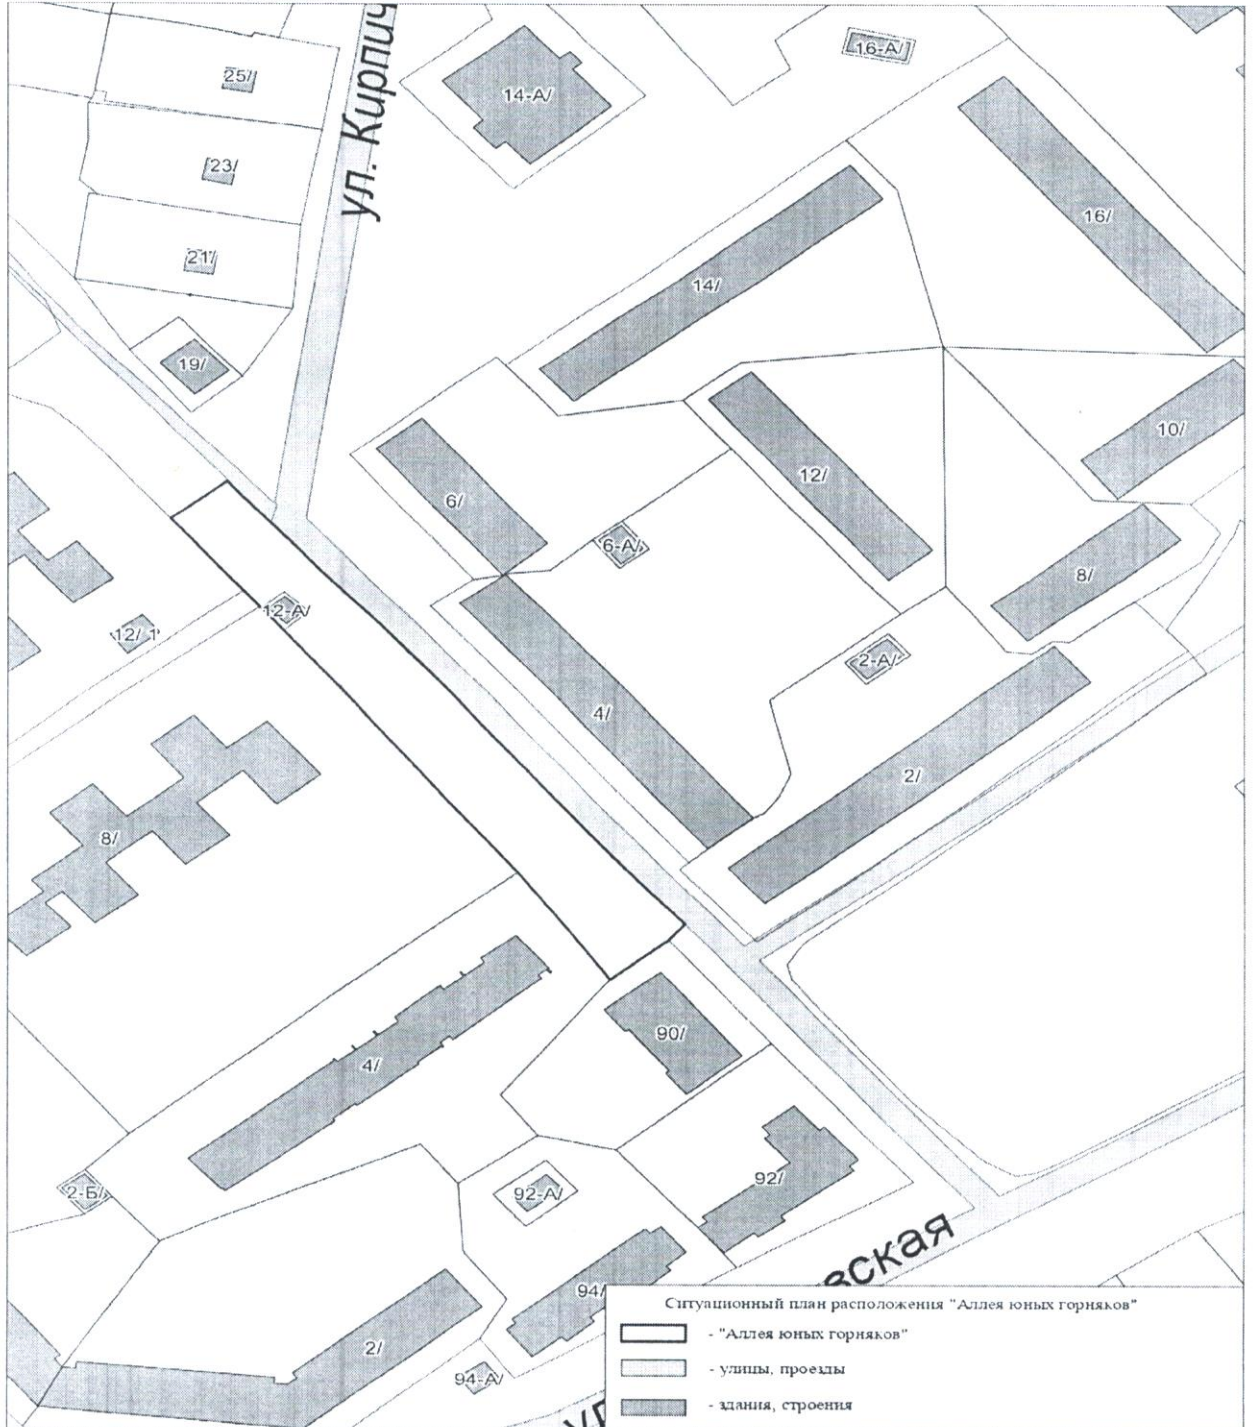 ул. Кирпич
25/
23/
21/
19/
14-А/
16-А/
16/
14/
12/
10/
6/
6-А/
8/
12-А/
12/ 1
2-А/
4/
2/
8/
90/
4/
92/
2-Б/
92-А/
94/
2/
94-А/
вская
ул
Ситуационный план расположения "Аллея юных горняков"
- "Аллея юных горняков"
- улицы, проезды
- здания, строения